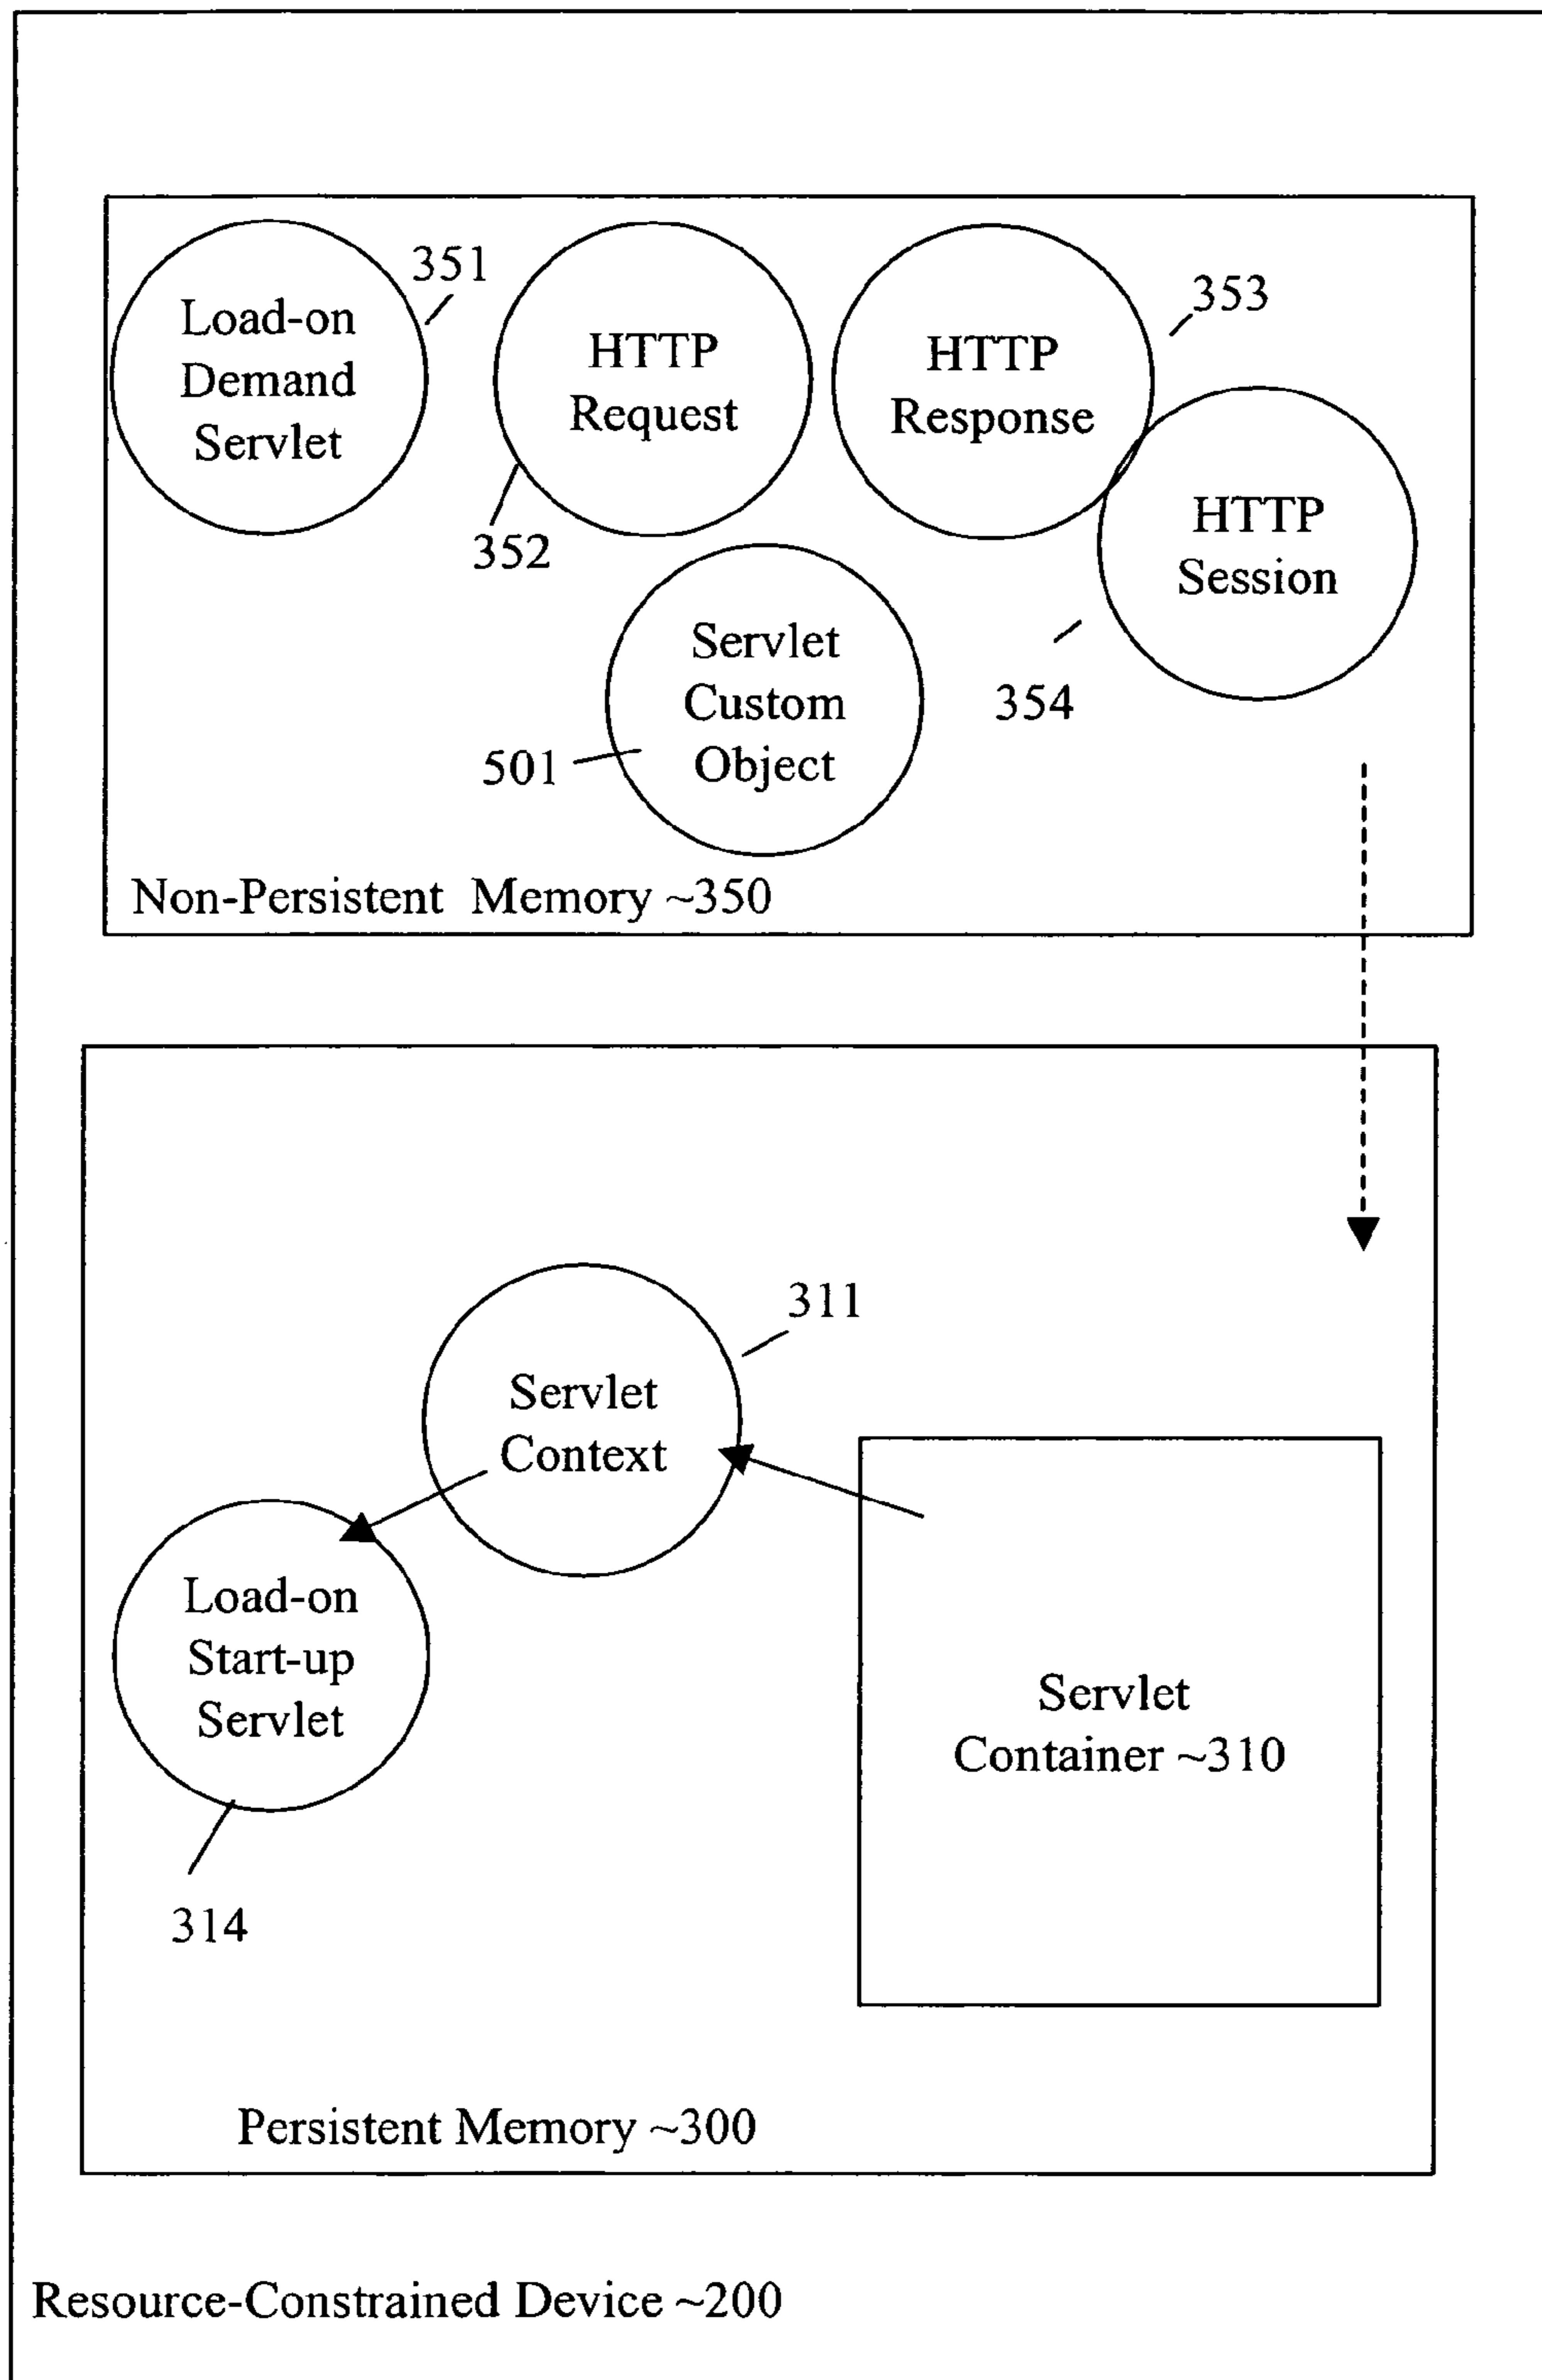 351
353
Load-on
Demand
Servlet
HTTP
Request
HTTP
Response
352
HTTP
Session
354
Servlet
Custom
Object
501
Non-Persistent Memory ~350
311
Servlet
Context
Load-on
Start-up
Servlet
314
Servlet
Container ~310
Persistent Memory ~300
Resource-Constrained Device ~200